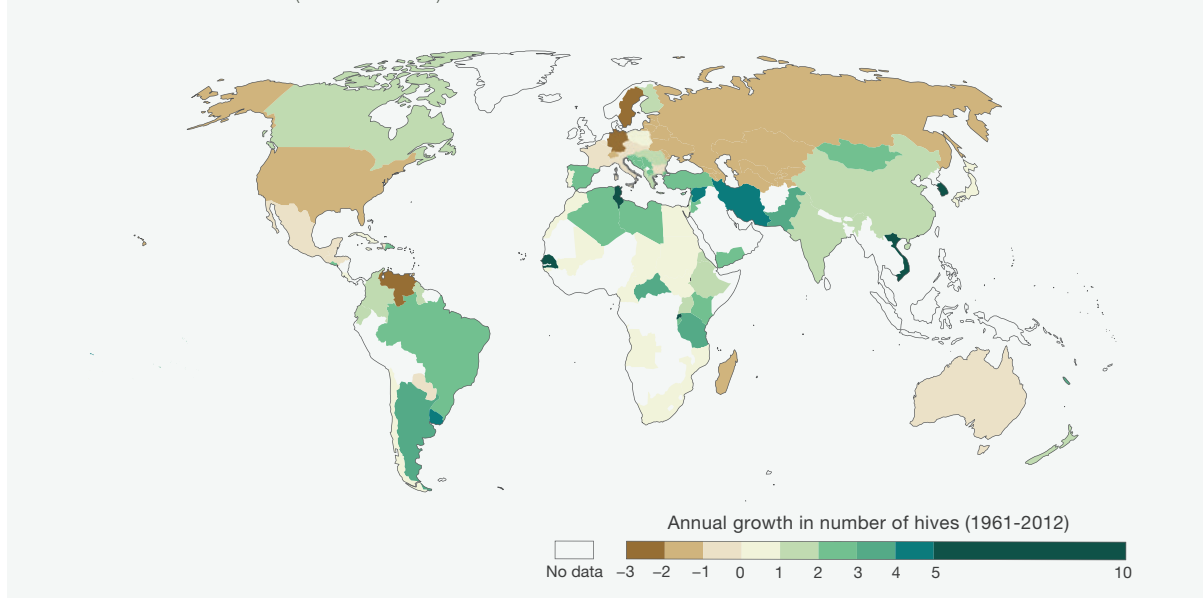 Annual growth in number of hives (1961-2012)
No data −3 −2 −1 0 1 2 3 4 5 10